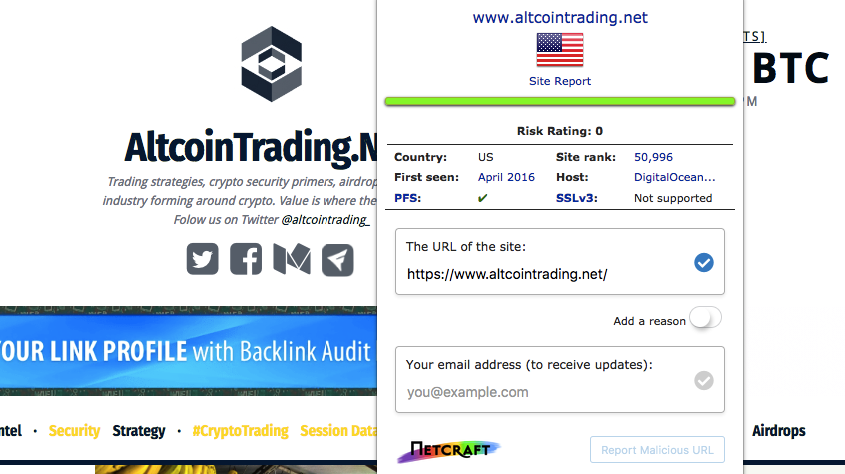 AltcoinTrading.N
Trading strategies, crypto security primers, airdrop
industry forming around crypto. Value is where the
Folow us on Twitter @altcointrading_
YOUR LINK PROFILE with Backlink Audit
ntel • Security Strategy • #CryptoTrading Session Data
www.altcointrading.net
Site Report
Risk Rating: 0
Country: US Site rank: 50,996
First seen: April 2016 Host: DigitalOcean...
PFS: ✔ SSLv3: Not supported
The URL of the site:
https://www.altcointrading.net/
Add a reason
Your email address (to receive updates):
you@example.com
NETCRAFT
Report Malicious URL
TS]
BTC
PM
Airdrops